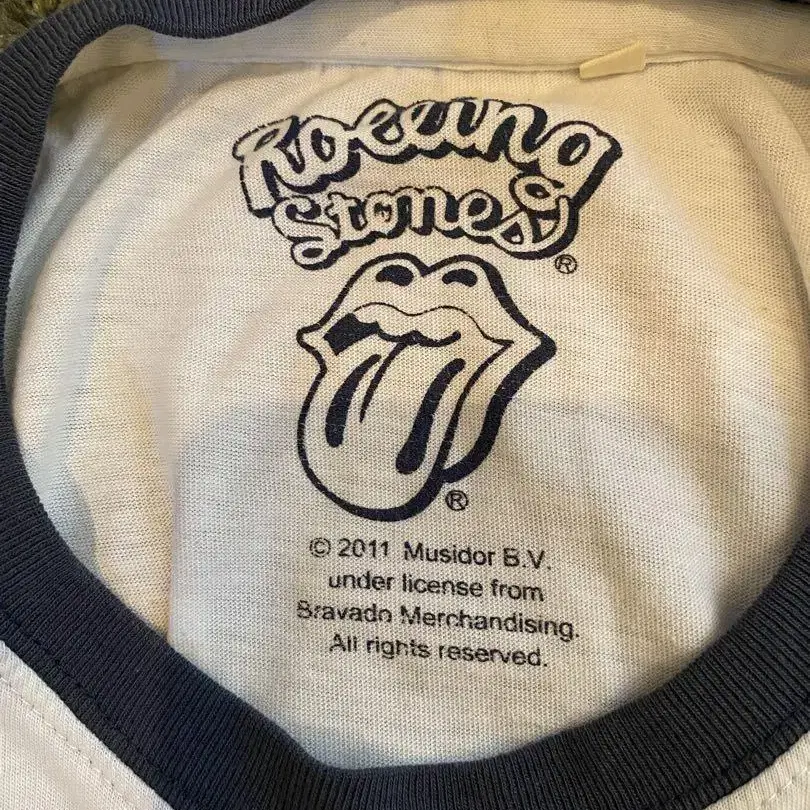 Rolling
Stones®
®
© 2011 Musidor B.V.
under license from
Bravado Merchandising.
All rights reserved.